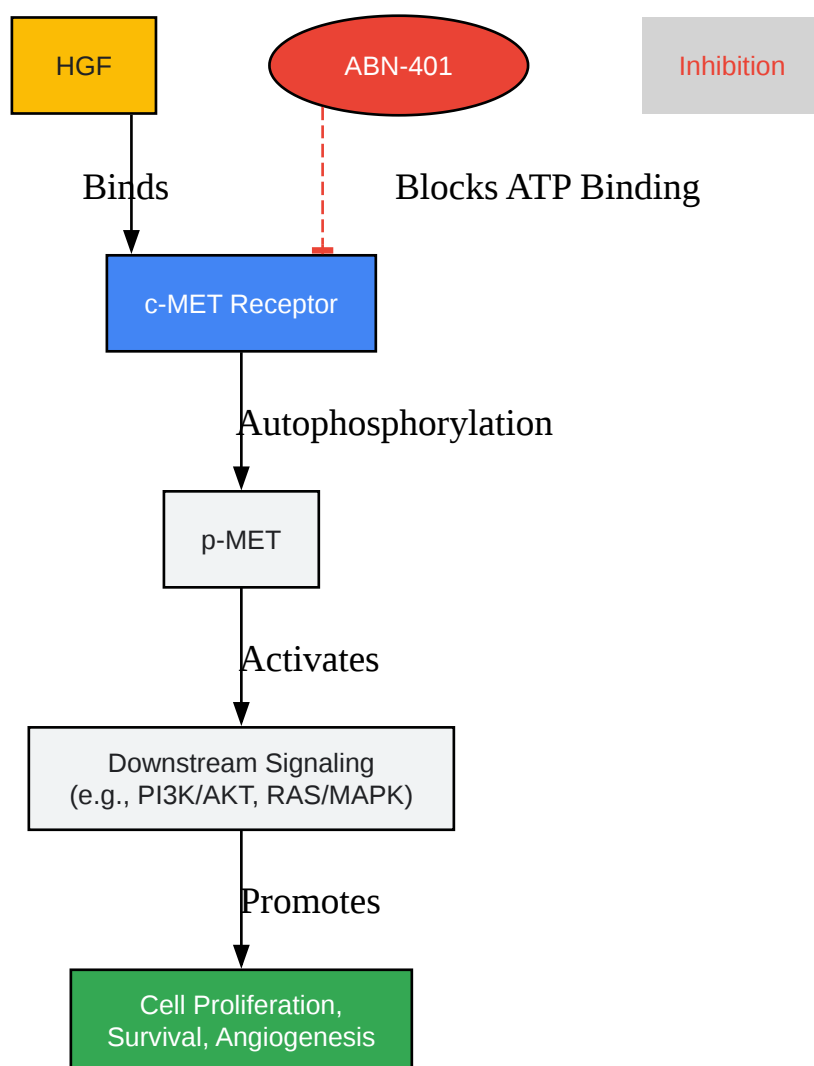 HGF
ABN-401
Inhibition
Binds
Blocks ATP Binding
c-MET Receptor
Autophosphorylation
p-MET
Activates
Downstream Signaling
(e.g., PI3K/AKT, RAS/MAPK)
Promotes
Cell Proliferation,
Survival, Angiogenesis